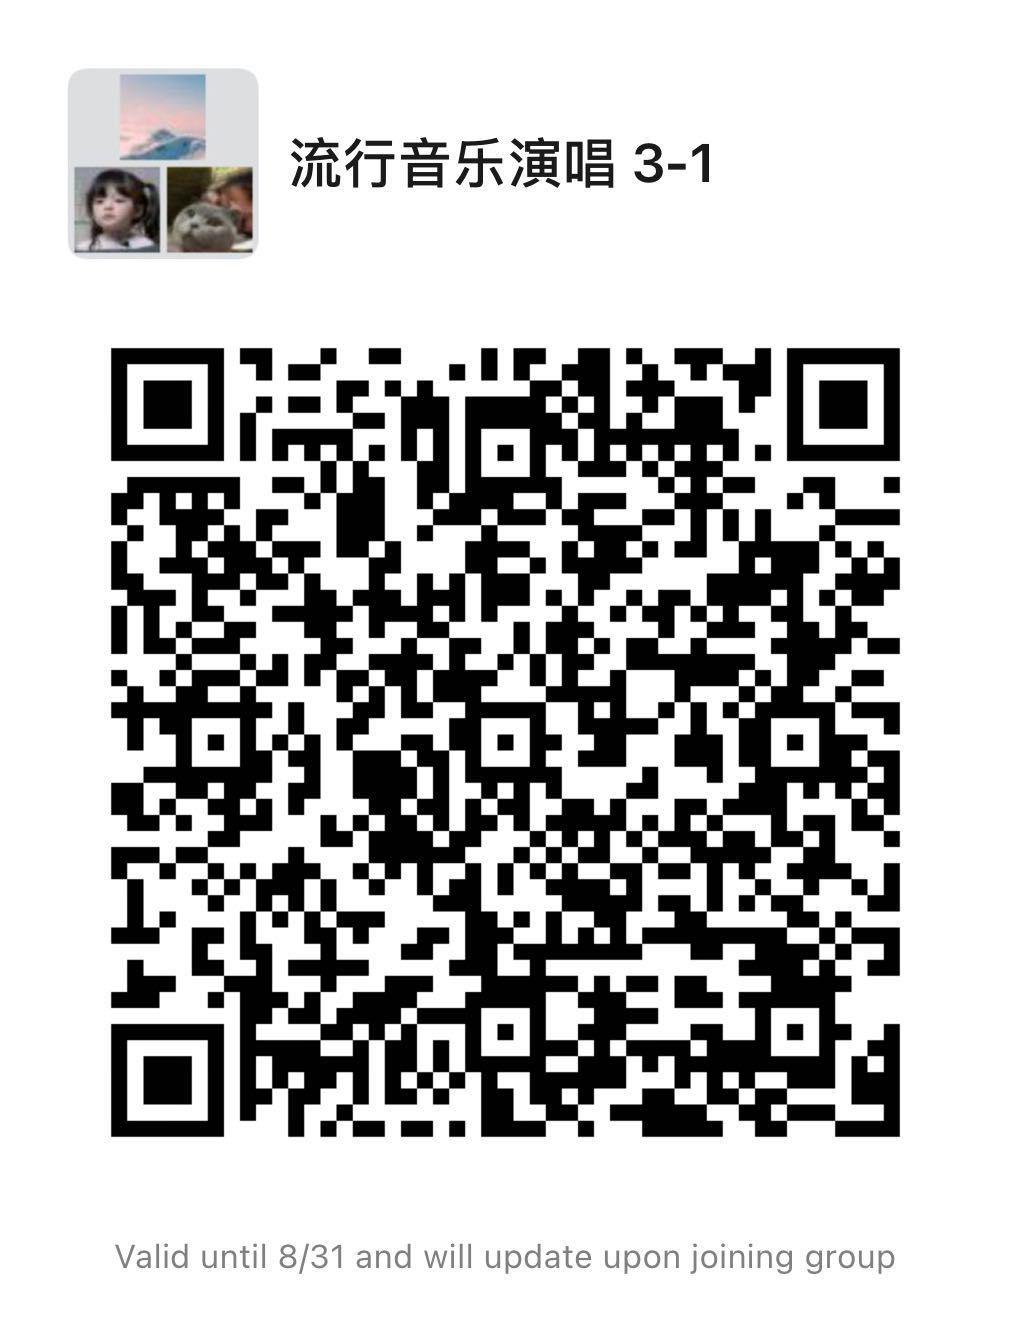 流行音乐演唱 3-1
Valid until 8/31 and will update upon joining group